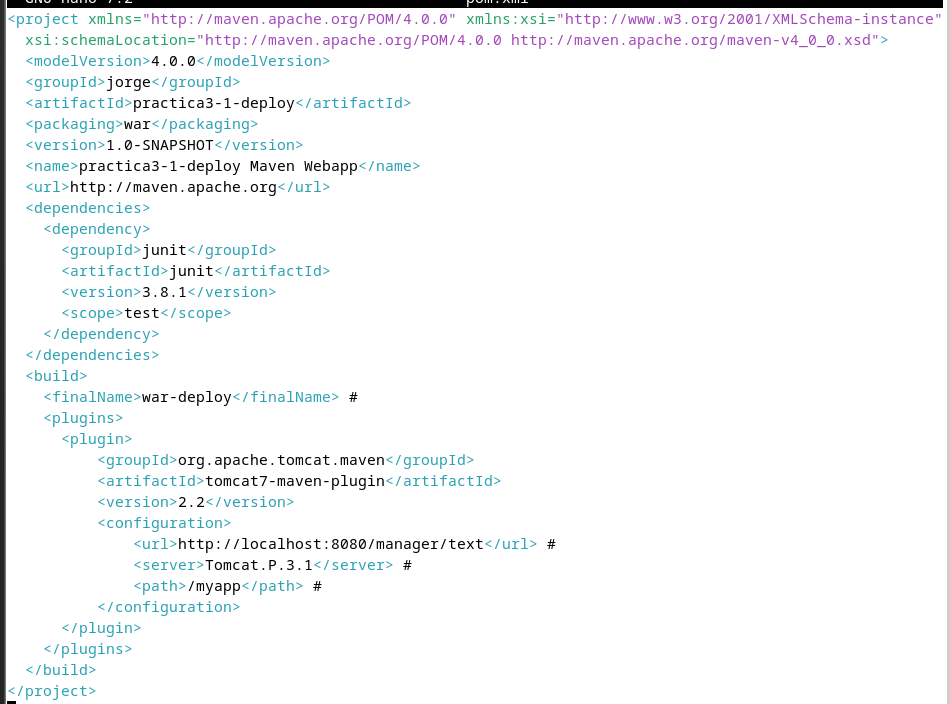 GNU nano 7.2 pom.xml
<project xmlns="http://maven.apache.org/POM/4.0.0" xmlns:xsi="http://www.w3.org/2001/XMLSchema-instance"
  xsi:schemaLocation="http://maven.apache.org/POM/4.0.0 http://maven.apache.org/maven-v4_0_0.xsd">
  <modelVersion>4.0.0</modelVersion>
  <groupId>jorge</groupId>
  <artifactId>practica3-1-deploy</artifactId>
  <packaging>war</packaging>
  <version>1.0-SNAPSHOT</version>
  <name>practica3-1-deploy Maven Webapp</name>
  <url>http://maven.apache.org</url>
  <dependencies>
    <dependency>
      <groupId>junit</groupId>
      <artifactId>junit</artifactId>
      <version>3.8.1</version>
      <scope>test</scope>
    </dependency>
  </dependencies>
  <build>
    <finalName>war-deploy</finalName> #
    <plugins>
      <plugin>
          <groupId>org.apache.tomcat.maven</groupId>
          <artifactId>tomcat7-maven-plugin</artifactId>
          <version>2.2</version>
          <configuration>
              <url>http://localhost:8080/manager/text</url> #
              <server>Tomcat.P.3.1</server> #
              <path>/myapp</path> #
          </configuration>
      </plugin>
    </plugins>
  </build>
</project>